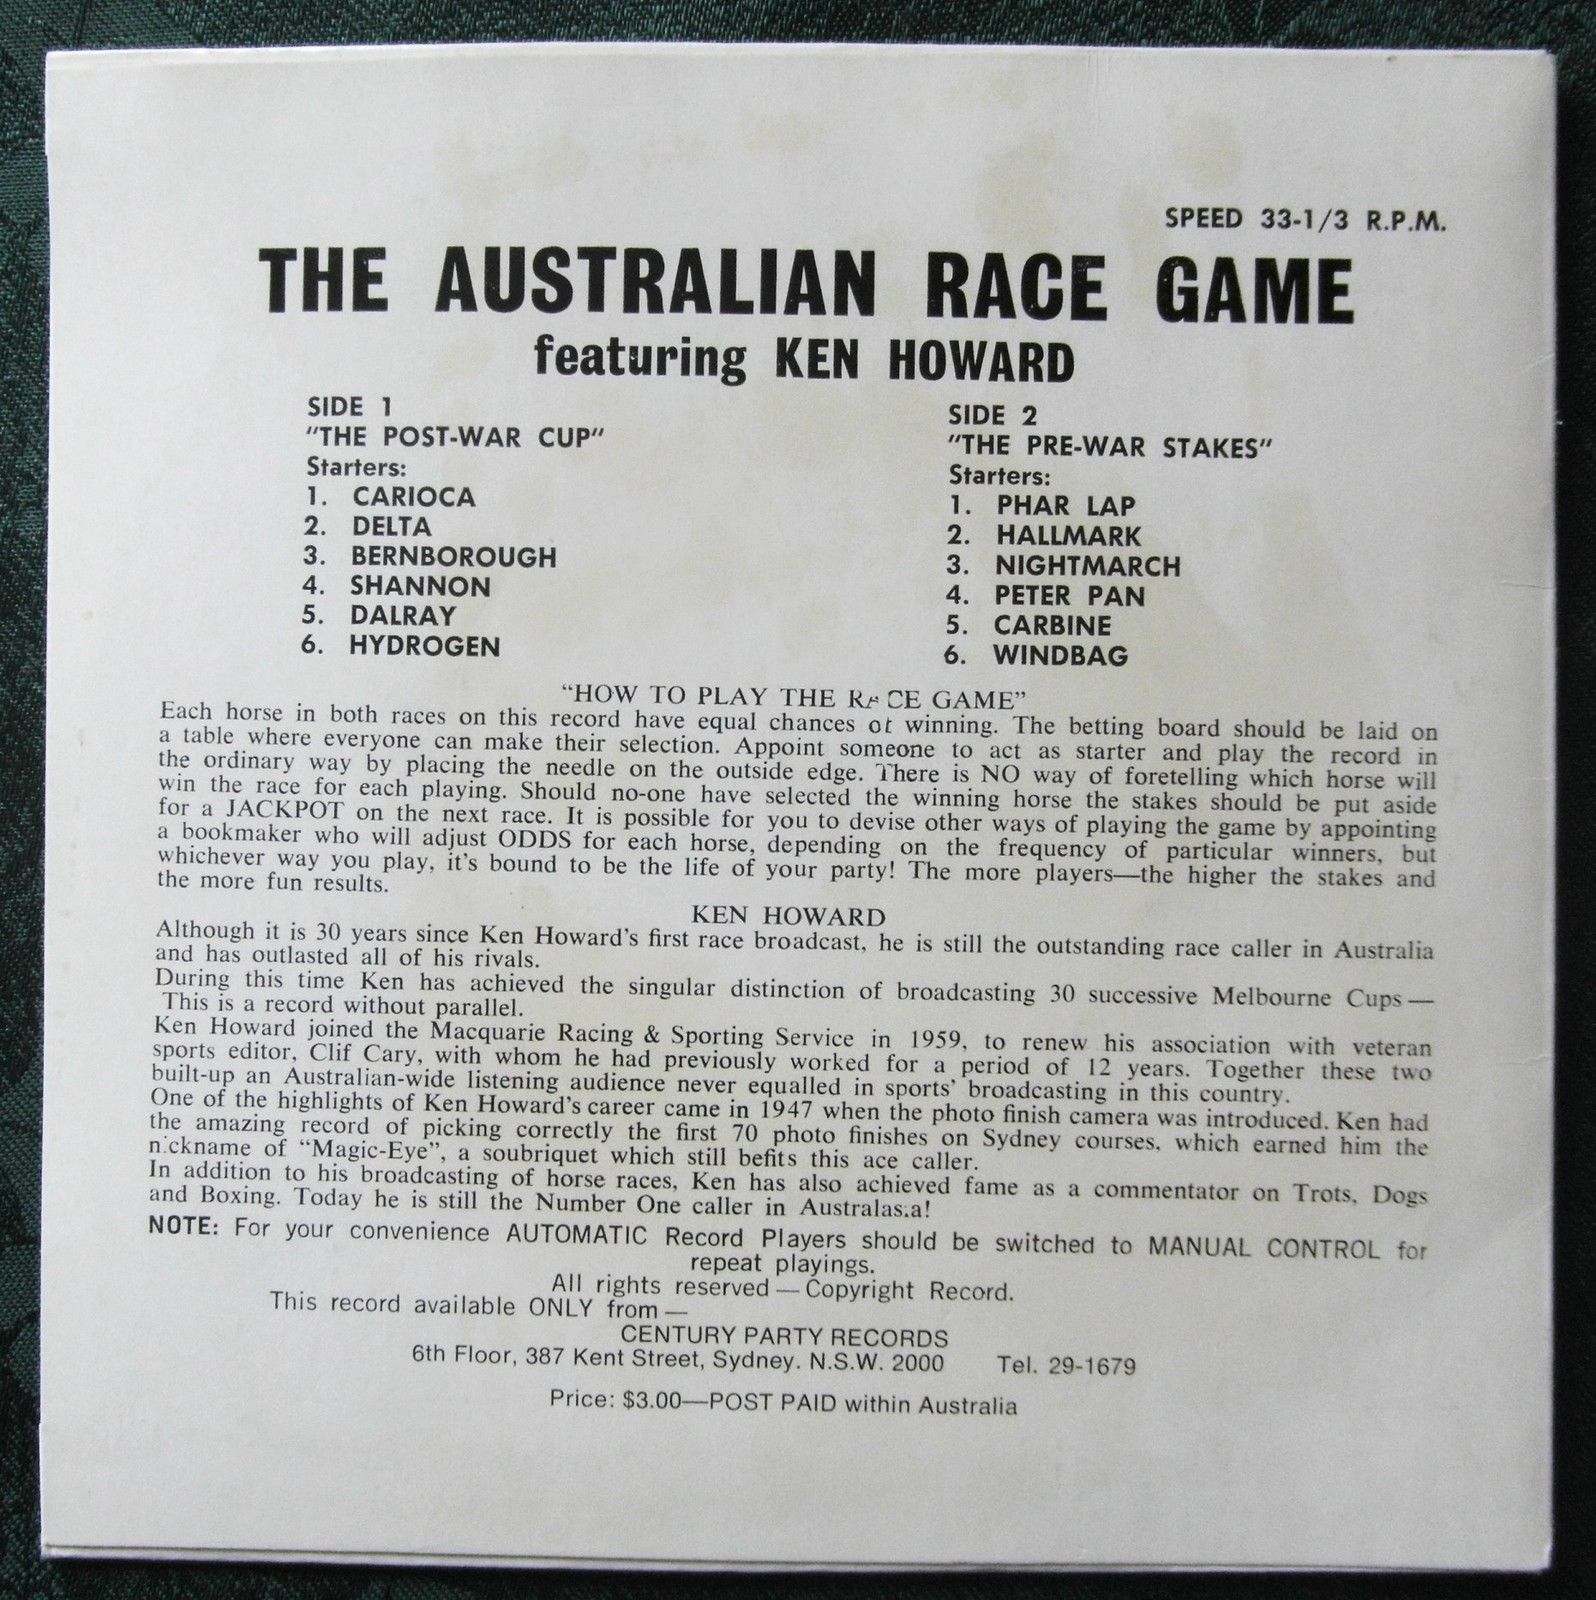 SPEED 33-1/3 R.P.M.
THE AUSTRALIAN RACE GAME
featuring KEN HOWARD
SIDE 1
"THE POST-WAR CUP"
Starters:
1. CARIOCA
2. DELTA
3. BERNBOROUGH
4. SHANNON
5. DALRAY
6. HYDROGEN
SIDE 2
"THE PRE-WAR STAKES"
Starters:
1. PHAR LAP
2. HALLMARK
3. NIGHTMARCH
4. PETER PAN
5. CARBINE
6. WINDBAG
"HOW TO PLAY THE RACE GAME"
Each horse in both races on this record have equal chances of winning. The betting board should be laid on
a table where everyone can make their selection. Appoint someone to act as starter and play the record in
the ordinary way by placing the needle on the outside edge. There is NO way of foretelling which horse will
win the race for each playing. Should no-one have selected the winning horse the stakes should be put aside
for a JACKPOT on the next race. It is possible for you to devise other ways of playing the game by appointing
a bookmaker who will adjust ODDS for each horse, depending on the frequency of particular winners, but
whichever way you play, it's bound to be the life of your party! The more players—the higher the stakes and
the more fun results.
KEN HOWARD
Although it is 30 years since Ken Howard's first race broadcast, he is still the outstanding race caller in Australia
and has outlasted all of his rivals.
During this time Ken has achieved the singular distinction of broadcasting 30 successive Melbourne Cups—
This is a record without parallel.
Ken Howard joined the Macquarie Racing & Sporting Service in 1959, to renew his association with veteran
sports editor, Clif Cary, with whom he had previously worked for a period of 12 years. Together these two
built-up an Australian-wide listening audience never equalled in sports' broadcasting in this country.
One of the highlights of Ken Howard's career came in 1947 when the photo finish camera was introduced. Ken had
the amazing record of picking correctly the first 70 photo finishes on Sydney courses, which earned him the
nickname of "Magic-Eye", a soubriquet which still befits this ace caller.
In addition to his broadcasting of horse races, Ken has also achieved fame as a commentator on Trots, Dogs
and Boxing. Today he is still the Number One caller in Australasia!
NOTE: For your convenience AUTOMATIC Record Players should be switched to MANUAL CONTROL for
repeat playings.
All rights reserved — Copyright Record.
This record available ONLY from —
CENTURY PARTY RECORDS
6th Floor, 387 Kent Street, Sydney. N.S.W. 2000 Tel. 29-1679
Price: $3.00—POST PAID within Australia